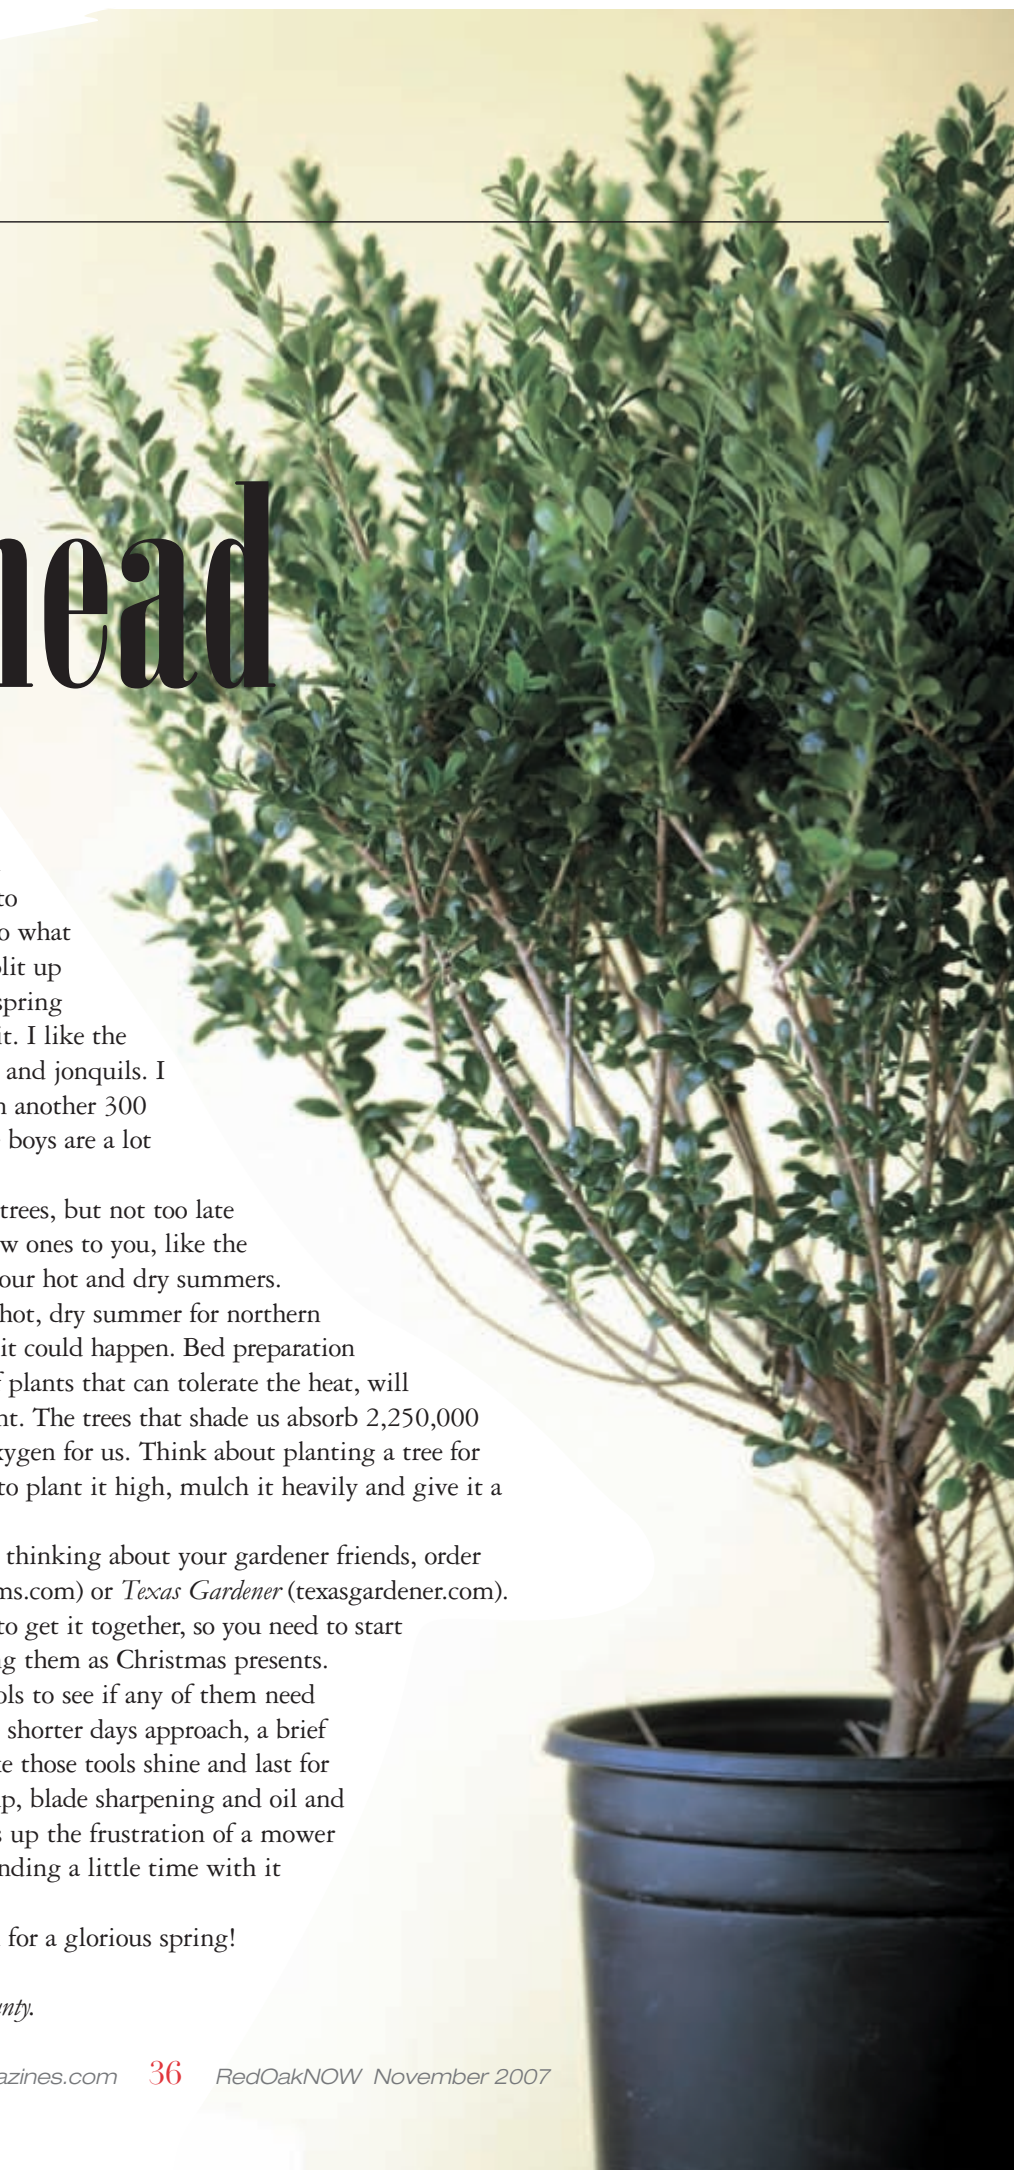 head
to
o what
lit up
spring
it. I like the
and jonquils. I
another 300
boys are a lot
trees, but not too late
w ones to you, like the
our hot and dry summers.
hot, dry summer for northern
it could happen. Bed preparation
plants that can tolerate the heat, will
nt. The trees that shade us absorb 2,250,000
xygen for us. Think about planting a tree for
to plant it high, mulch it heavily and give it a
thinking about your gardener friends, order
ms.com) or Texas Gardener (texasgardener.com).
to get it together, so you need to start
ng them as Christmas presents.
ols to see if any of them need
shorter days approach, a brief
ke those tools shine and last for
p, blade sharpening and oil and
s up the frustration of a mower
nding a little time with it
for a glorious spring!
unty.
azines.com 36 RedOakNOW November 2007